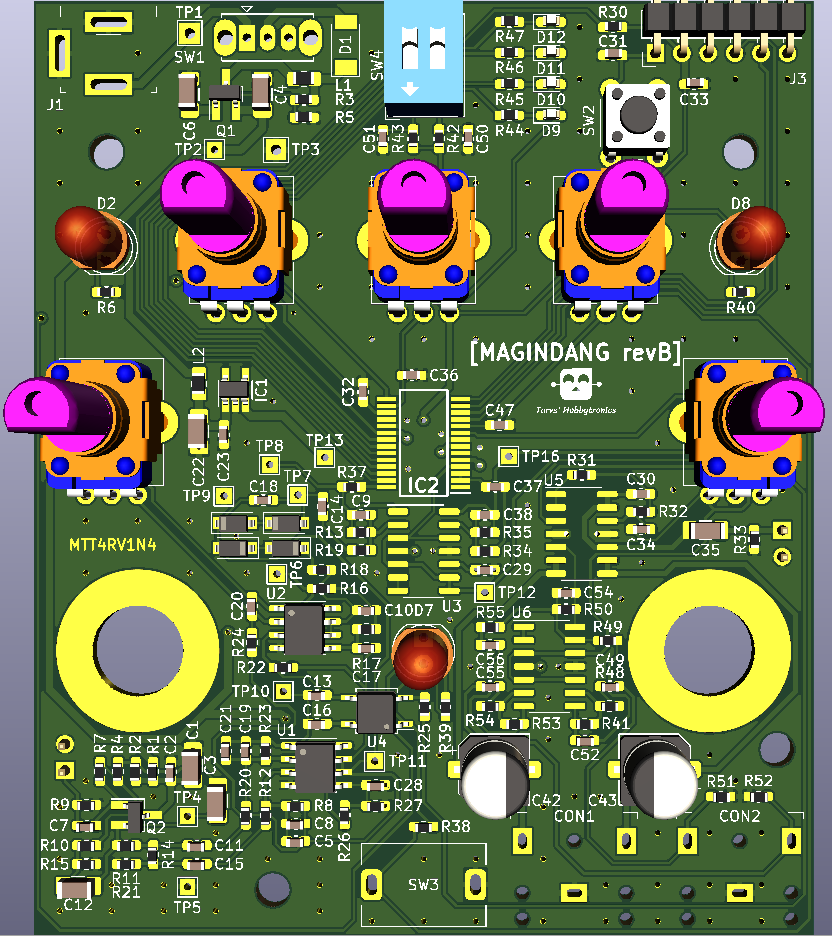 TP1
SW1
J1
D1
L1
R3
R5
C4
C6
Q1
TP2
TP3
SW4
R47
D12
R46
D11
R45
D10
R44
D9
R30
C31
C33
J3
SW2
C51
R43
R42
C50
D2
R6
D8
R40
[MAGINDANG revB]
Tarvs' Hobbytronics
L2
IC1
C32
C36
C22
C23
C47
TP8
TP13
TP16
TP9
TP7
C18
R37
C14
C9
R13
R19
IC2
C37
U5
R31
C30
R32
C34
C35
R33
C38
R35
R34
C29
MTT4RV1N4
TP6
R18
R16
U3
TP12
C54
R50
C20
U2
R24
C10
D7
R17
C17
R22
R55
U6
R49
C56
C49
C55
R48
TP10
C13
C16
U4
R25
R39
R54
R53
R41
C52
R7
R4
R2
R1
C2
C1
C3
C21
C19
R23
U1
TP11
C28
R27
R20
R12
R8
C8
C5
R26
R38
C42
C43
R51
R52
CON1
CON2
R9
C7
R10
R15
Q2
TP4
R14
C11
C15
R11
R21
C12
TP5
SW3